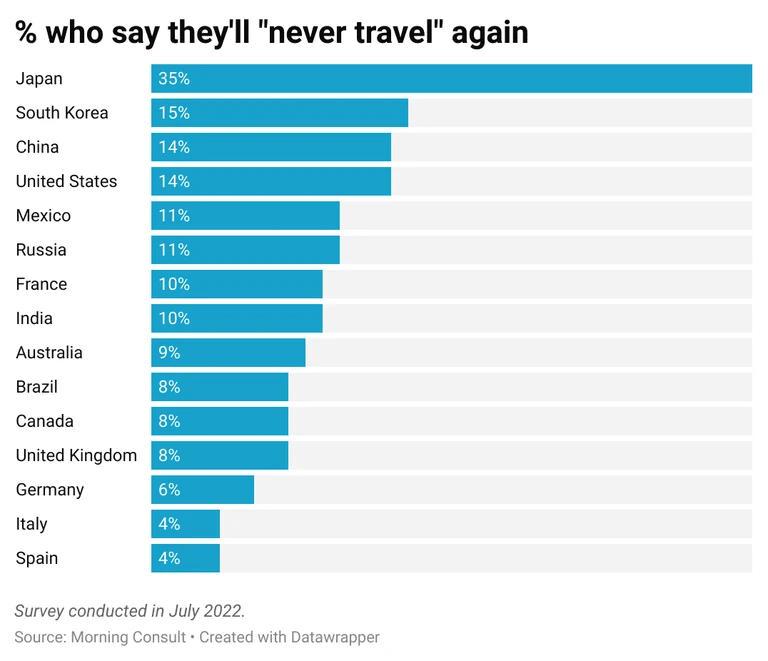 % who say they'll "never travel" again
Japan 35%
South Korea 15%
China 14%
United States 14%
Mexico 11%
Russia 11%
France 10%
India 10%
Australia 9%
Brazil 8%
Canada 8%
United Kingdom 8%
Germany 6%
Italy 4%
Spain 4%
Survey conducted in July 2022.
Source: Morning Consult • Created with Datawrapper